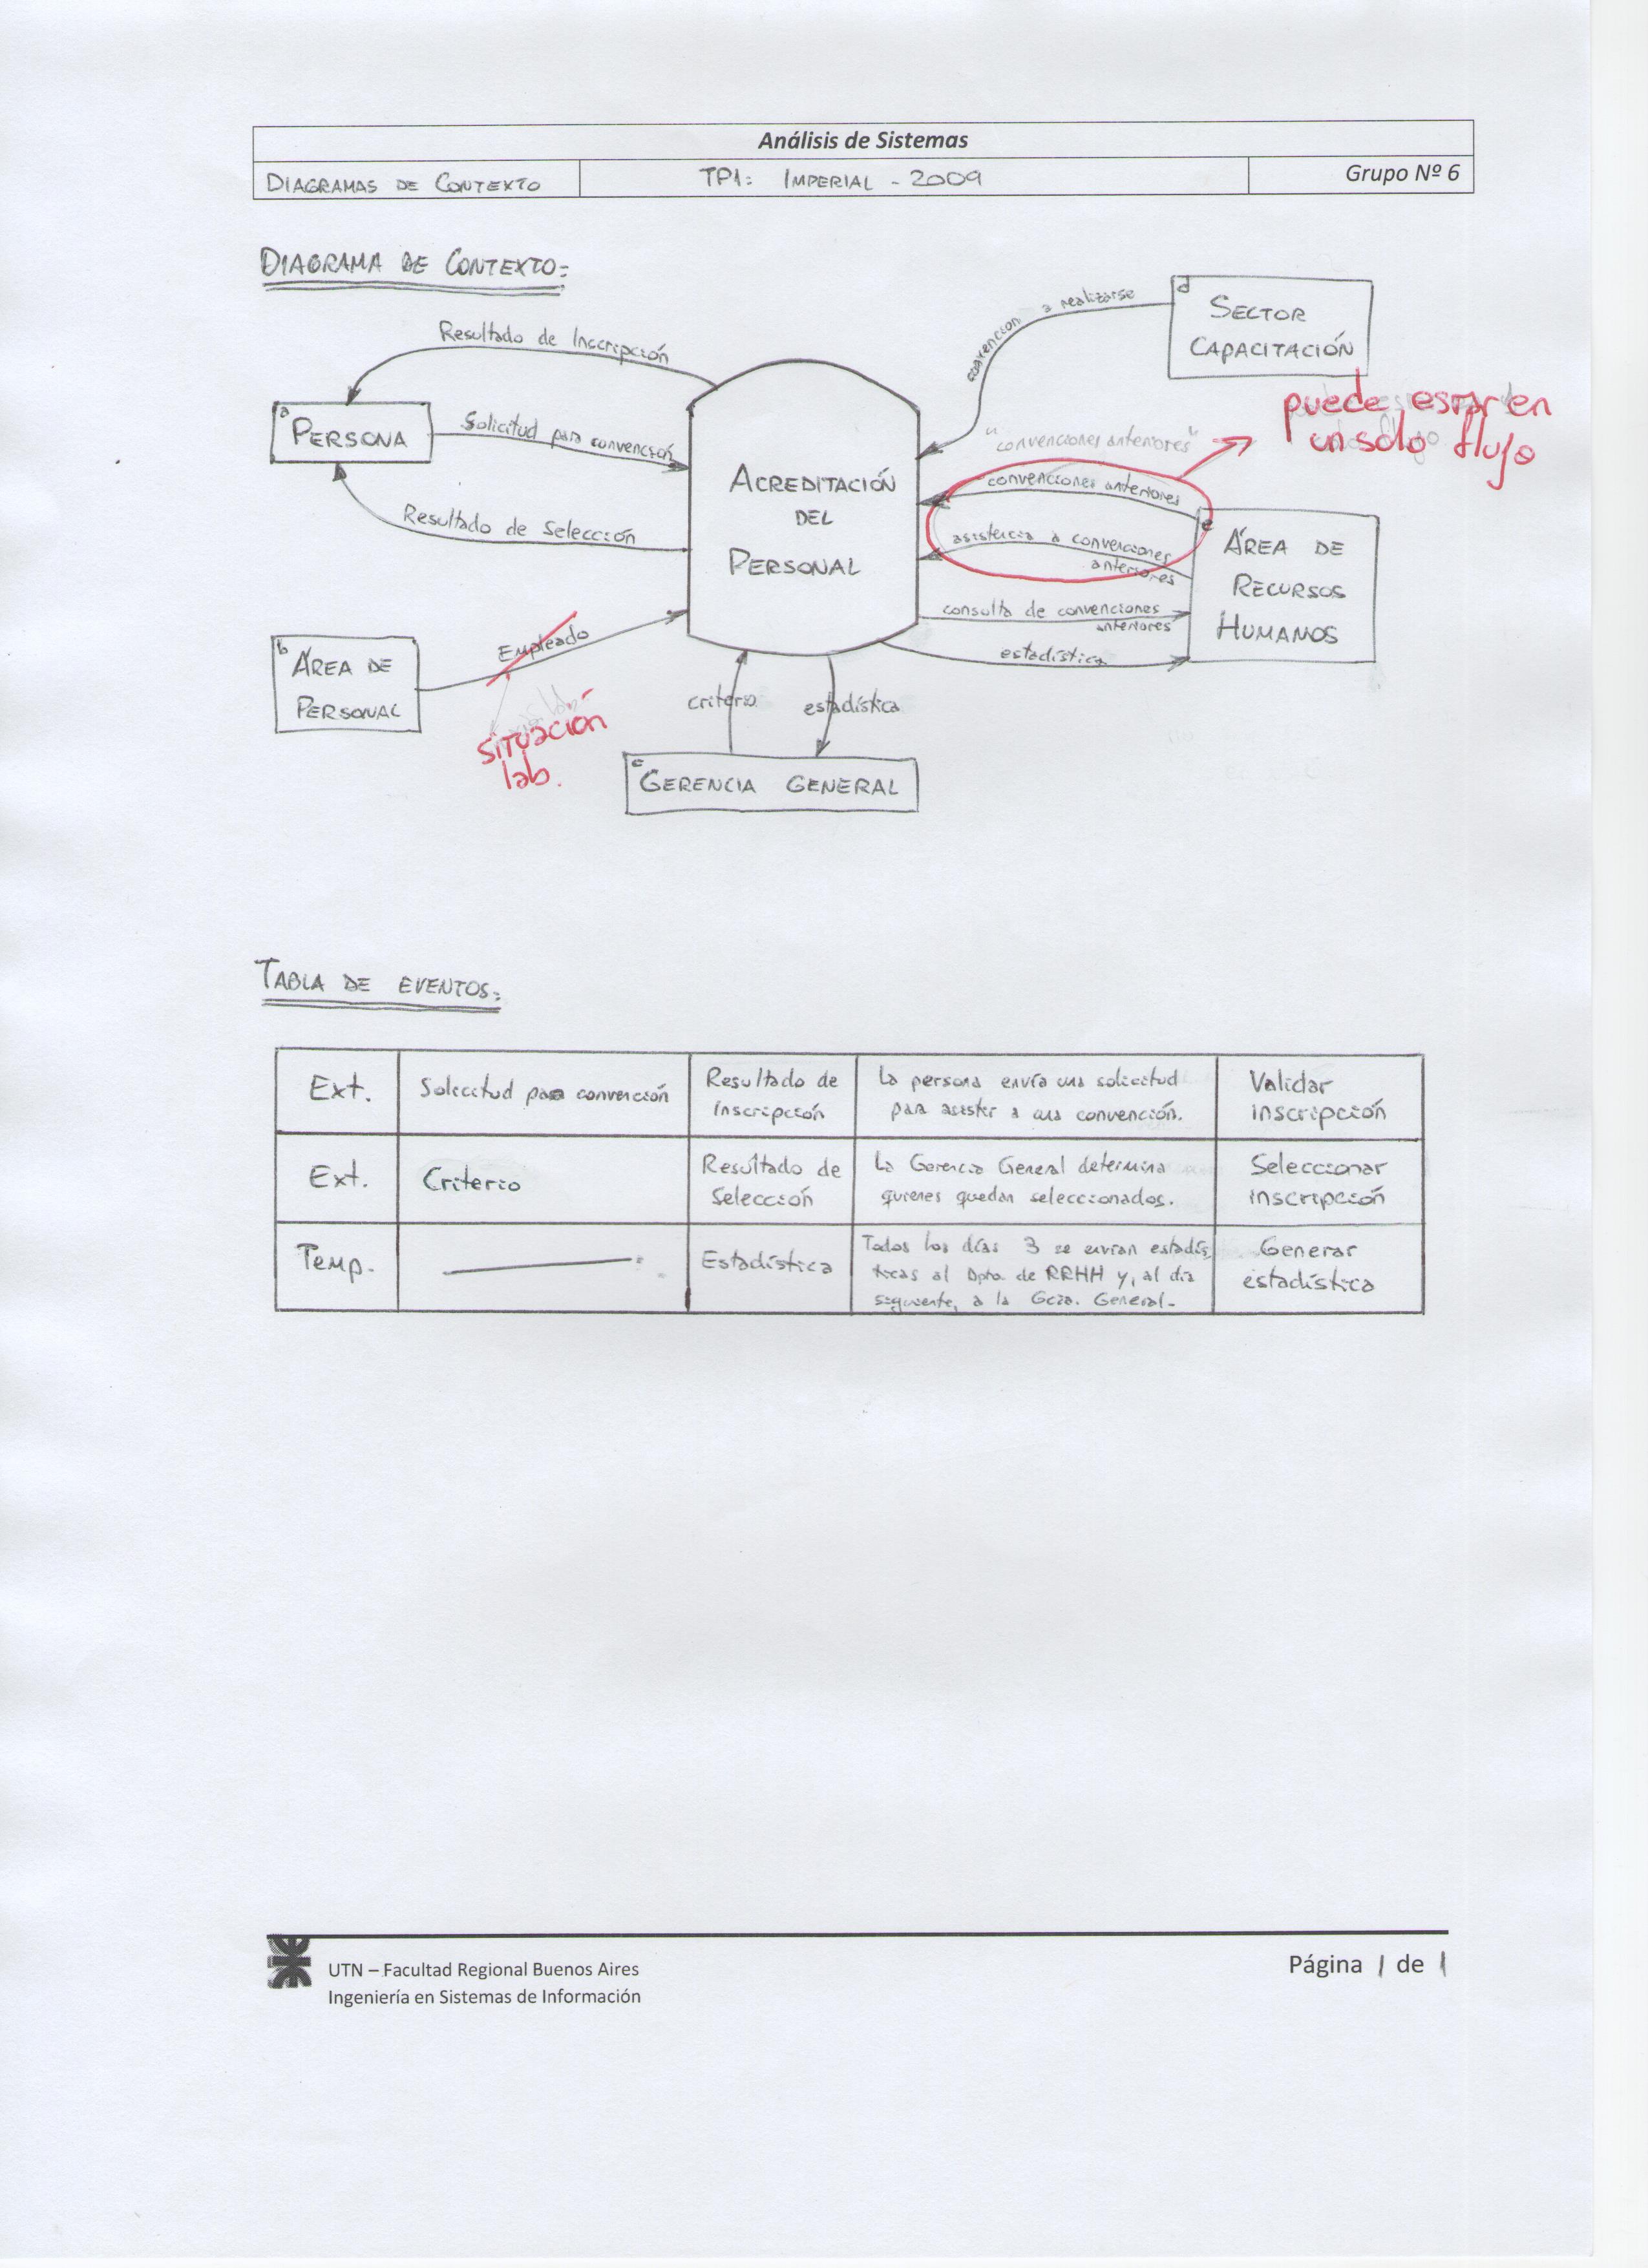 Análisis de Sistemas
DIAGRAMAS DE CONTEXTO
TP1: IMPERIAL - 2009
Grupo Nº 6
DIAGRAMA DE CONTEXTO:
Resultado de Inscripción
a
PERSONA
Solicitud para convención
Resultado de Selección
b
ÁREA DE
PERSONAL
Empleado
situación
lab.
ACREDITACIÓN
DEL
PERSONAL
criterio
estadística
c
GERENCIA GENERAL
convención a realizarse
d
SECTOR
CAPACITACIÓN
puede estar en
un solo flujo
"convenciones anteriores"
convenciones anteriores
asistencia a convenciones
anteriores
consulta de convenciones
anteriores
estadística
e
ÁREA DE
RECURSOS
HUMANOS
TABLA DE EVENTOS:
Ext.
Solicitud para convención
Resultado de
inscripción
La persona envía una solicitud
para asistir a una convención.
Validar
inscripción
Ext.
Criterio
Resultado de
Selección
La Gerencia General determina
quienes quedan seleccionados.
Seleccionar
inscripción
Temp.
Estadística
Todos los días 3 se envían estadís
ticas al Dpto. de RRHH y, al día
siguiente, a la Gcia. General.
Generar
estadística
UTN – Facultad Regional Buenos Aires
Ingeniería en Sistemas de Información
Página 1 de 1